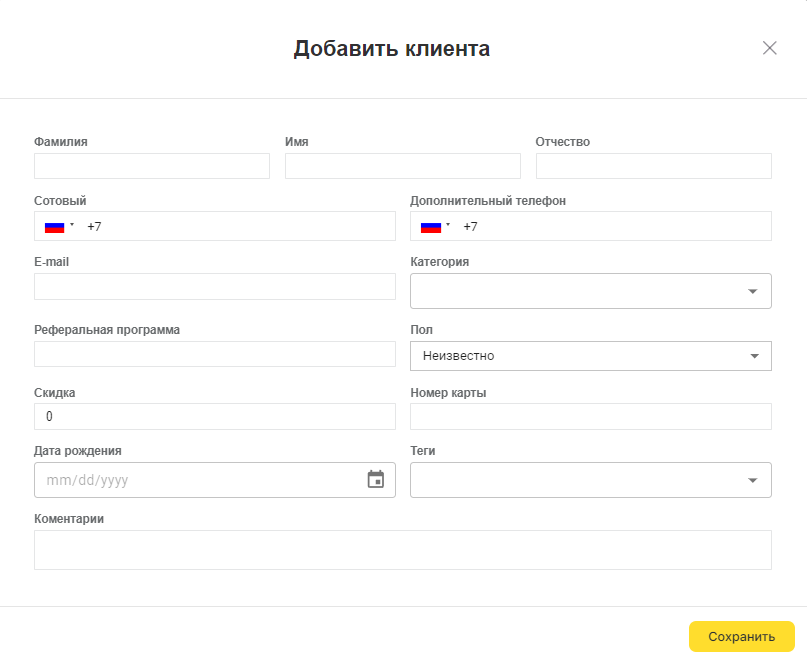 Добавить клиента
Фамилия Имя Отчество
Сотовый Дополнительный телефон
+7 +7
E-mail Категория
Реферальная программа Пол
Неизвестно
Скидка Номер карты
0
Дата рождения Теги
mm/dd/yyyy
Коментарии
Сохранить